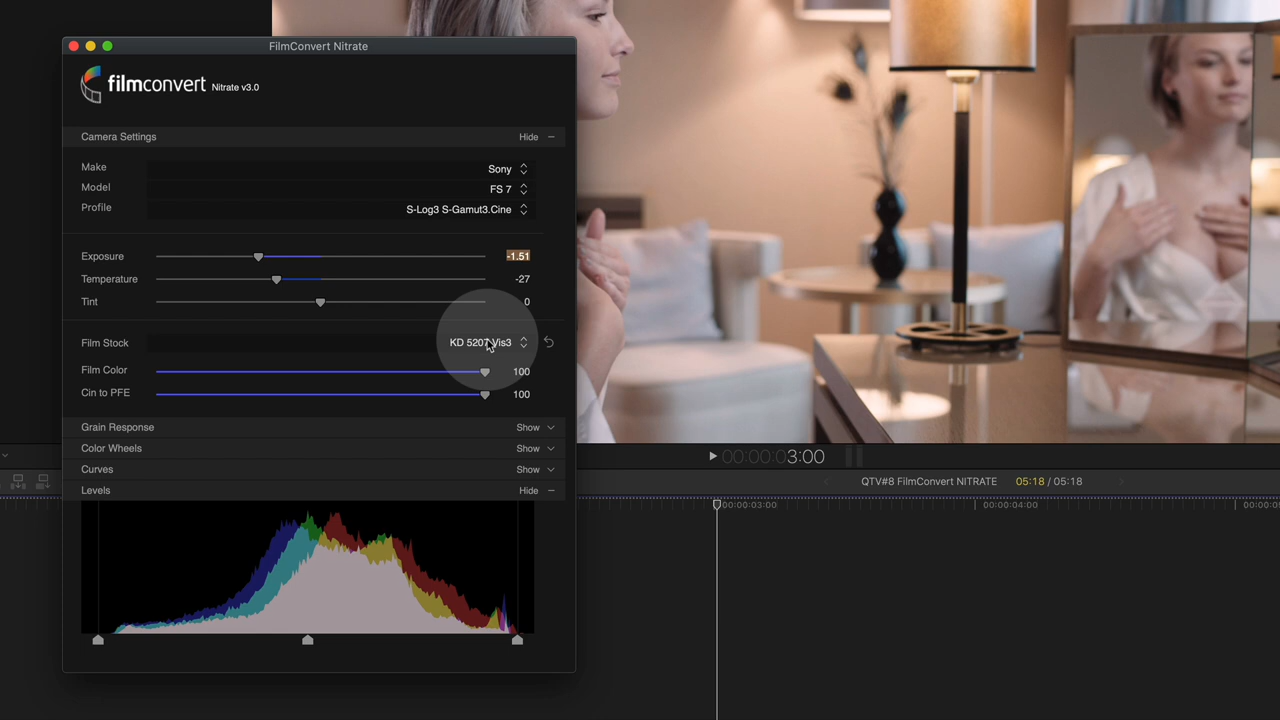 FilmConvert Nitrate
filmconvert Nitrate v3.0
Camera Settings Hide
Make Sony
Model FS 7
Profile S-Log3 S-Gamut3.Cine
Exposure -1.51
Temperature -27
Tint 0
Film Stock KD 5207 Vis3
Film Color 100
Cin to PFE 100
Grain Response Show
Color Wheels Show
Curves Show
Levels Hide
00:00:03:00
QTV#8 FilmConvert NITRATE 05:18 / 05:18
00:00:03:00 00:00:04:00